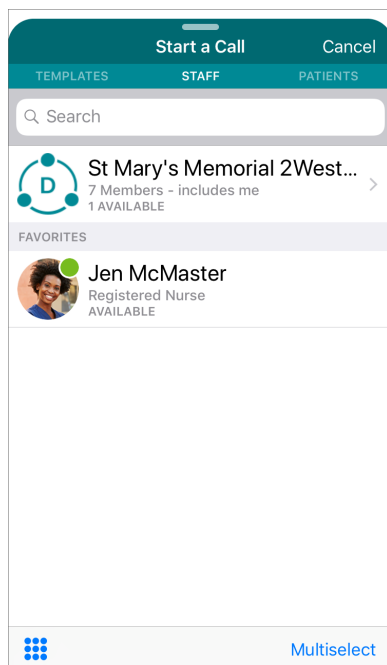 Start a Call
Cancel
TEMPLATES
STAFF
PATIENTS
Search
D
St Mary's Memorial 2West...
7 Members - includes me
1 AVAILABLE
FAVORITES
Jen McMaster
Registered Nurse
AVAILABLE
Multiselect